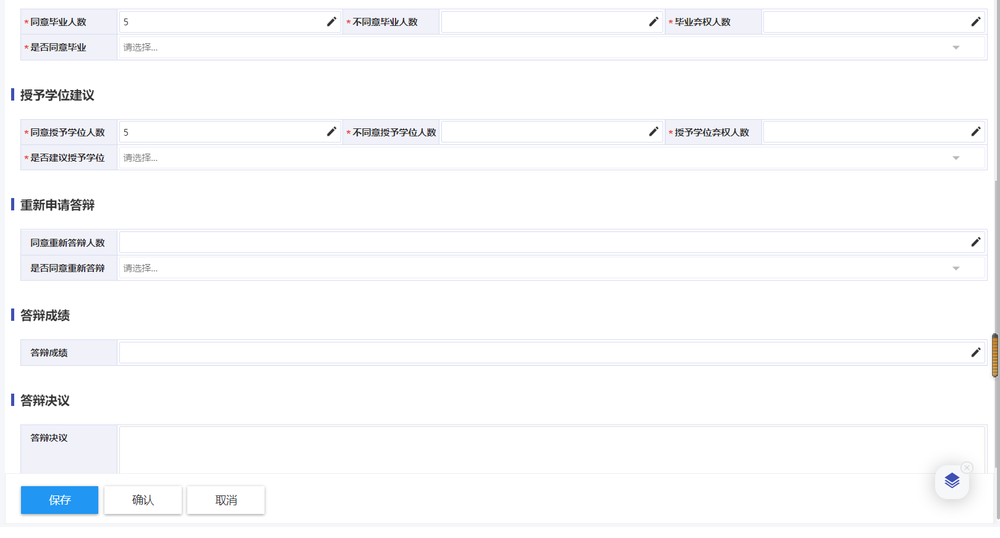 *同意毕业人数 5 *不同意毕业人数 *毕业弃权人数
*是否同意毕业 请选择...
授予学位建议
*同意授予学位人数 5 *不同意授予学位人数 *授予学位弃权人数
*是否建议授予学位 请选择...
重新申请答辩
同意重新答辩人数
是否同意重新答辩 请选择...
答辩成绩
答辩成绩
答辩决议
答辩决议
保存 确认 取消